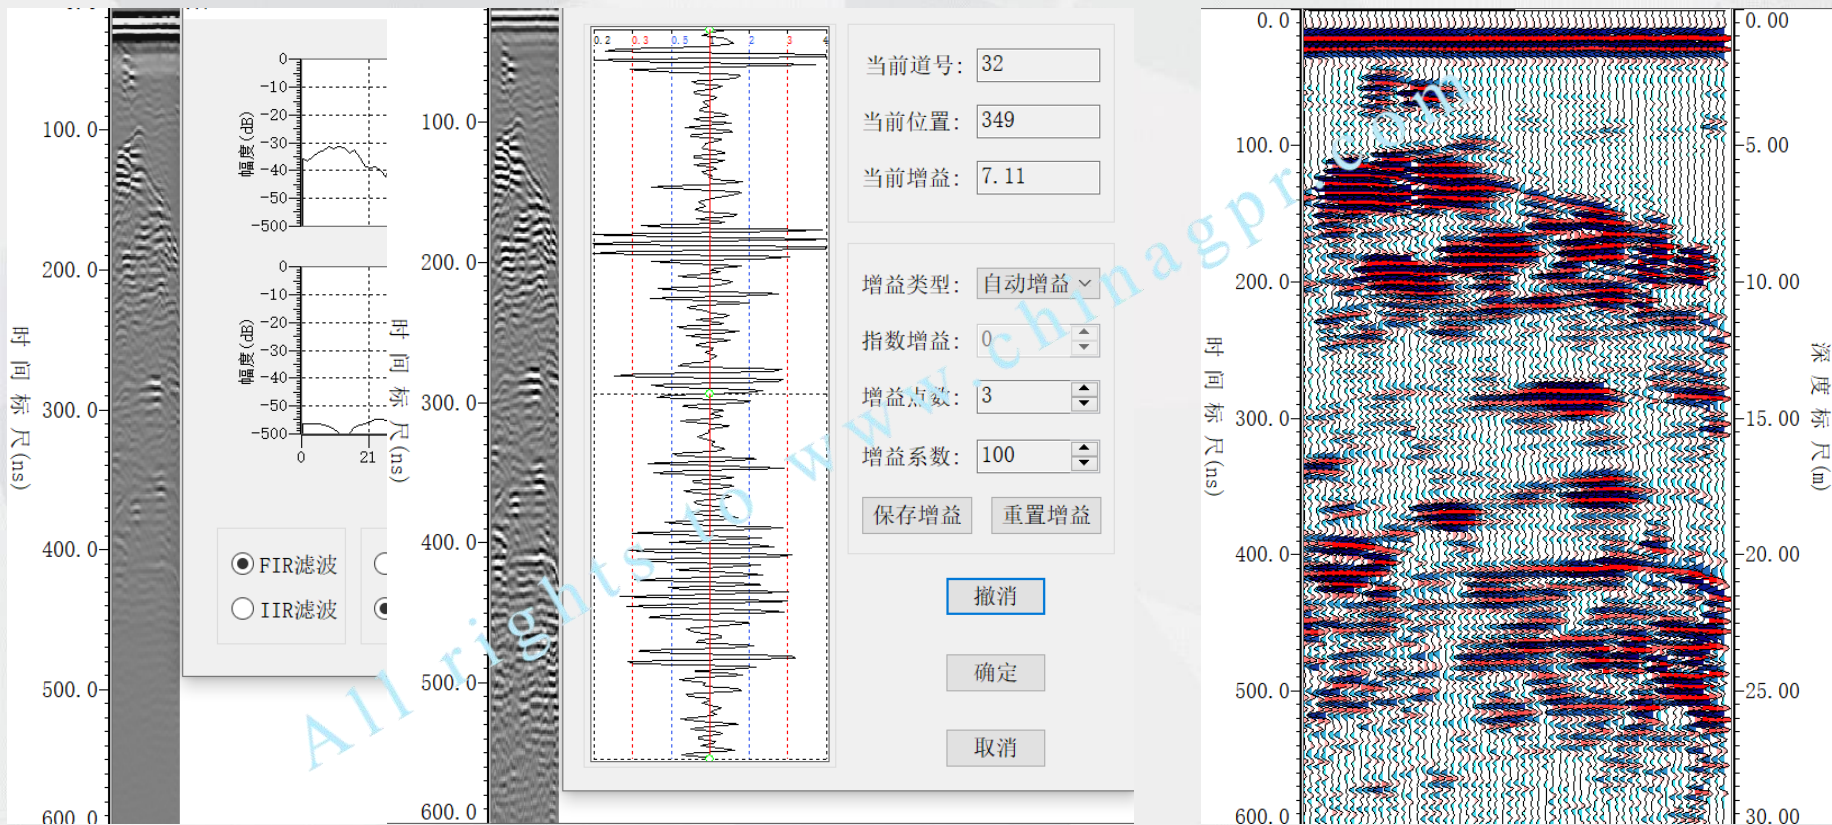 100.0
200.0
300.0
400.0
500.0
600.0
时间标尺(ns)
0
-10
-20
-30
-40
-50
-500
幅度(dB)
0
-10
-20
-30
-40
-50
-500
幅度(dB)
0 21
FIR滤波
IIR滤波
100.0
200.0
300.0
400.0
500.0
600.0
时间标尺(ns)
0.2 0.3 0.5 1 2 3 4
当前道号: 32
当前位置: 349
当前增益: 7.11
增益类型: 自动增益
指数增益: 0
增益点数: 3
增益系数: 100
保存增益 重置增益
撤消
确定
取消
0.0
100.0
200.0
300.0
400.0
500.0
600.0
时间标尺(ns)
0.00
5.00
10.00
15.00
20.00
25.00
30.00
深度标尺(m)
All rights to www.chinagpr.com